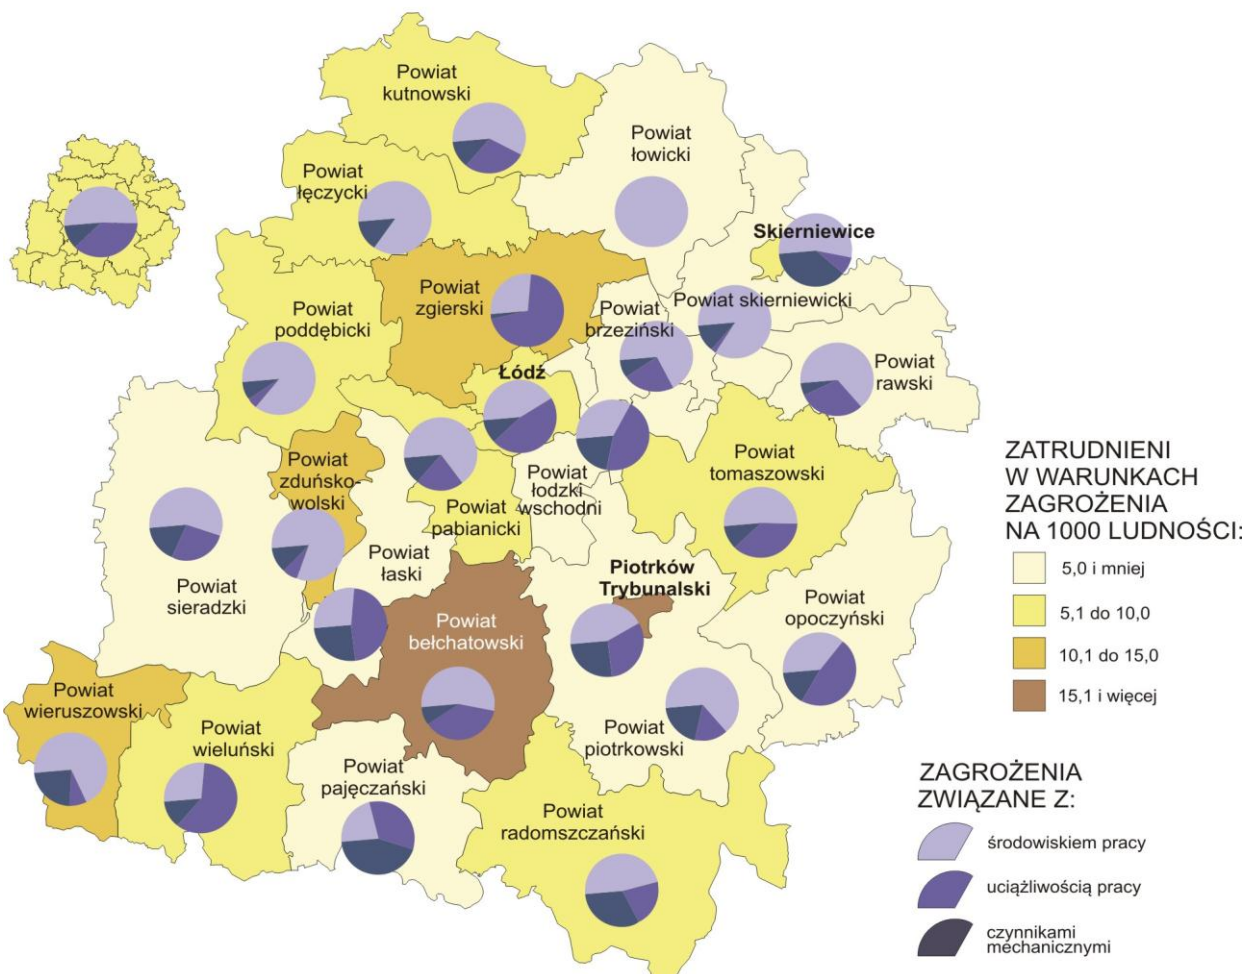 Powiat
kutnowski
Powiat
łowicki
Powiat
łęczycki
Skierniewice
Powiat
zgierski
Powiat skierniewicki
Powiat
brzeziński
Powiat
poddębicki
Powiat
rawski
Łódź
Powiat
zduńsko-
wolski
Powiat
tomaszowski
Powiat
łodzki
wschodni
Powiat
pabianicki
Powiat
łaski
Piotrków
Trybunalski
Powiat
sieradzki
Powiat
opoczyński
Powiat
bełchatowski
Powiat
wieruszowski
Powiat
wieluński
Powiat
piotrkowski
Powiat
pajęczański
Powiat
radomszczański
ZATRUDNIENI
W WARUNKACH
ZAGROŻENIA
NA 1000 LUDNOŚCI:
5,0 i mniej
5,1 do 10,0
10,1 do 15,0
15,1 i więcej
ZAGROŻENIA
ZWIĄZANE Z:
środowiskiem pracy
uciążliwością pracy
czynnikami
mechanicznymi